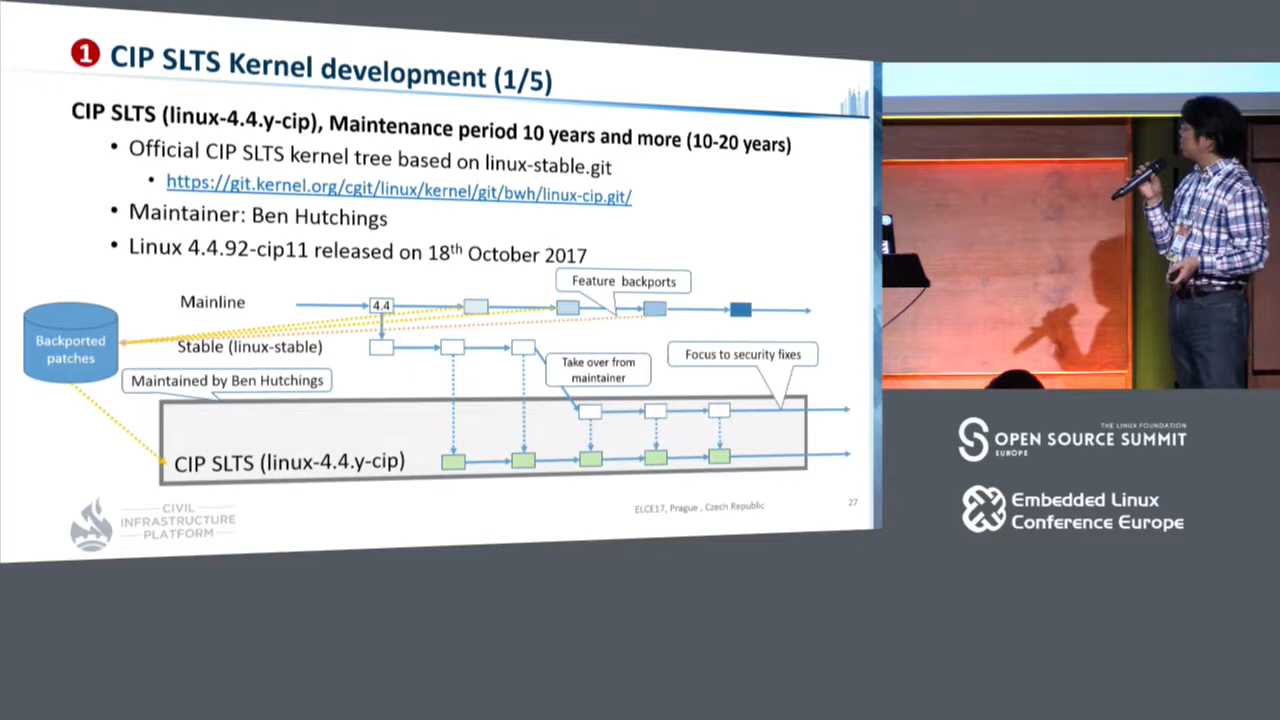 1 CIP SLTS Kernel development (1/5)
CIP SLTS (linux-4.4.y-cip), Maintenance period 10 years and more (10-20 years)
• Official CIP SLTS kernel tree based on linux-stable.git
• https://git.kernel.org/cgit/linux/kernel/git/bwh/linux-cip.git/
• Maintainer: Ben Hutchings
• Linux 4.4.92-cip11 released on 18th October 2017
Feature backports
Mainline
4.4
Backported
patches
Stable (linux-stable)
Take over from
maintainer
Focus to security fixes
Maintained by Ben Hutchings
CIP SLTS (linux-4.4.y-cip)
CIVIL
INFRASTRUCTURE
PLATFORM
ELCE17, Prague , Czech Republic
27
THE LINUX FOUNDATION
OPEN SOURCE SUMMIT
EUROPE
Embedded Linux
Conference Europe